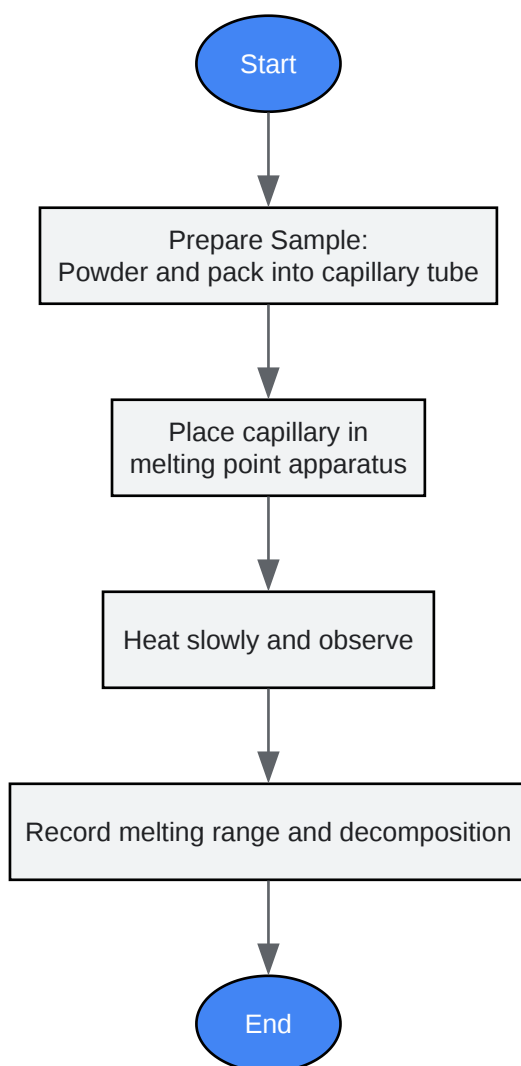 Start
Prepare Sample:
Powder and pack into capillary tube
Place capillary in
melting point apparatus
Heat slowly and observe
Record melting range and decomposition
End